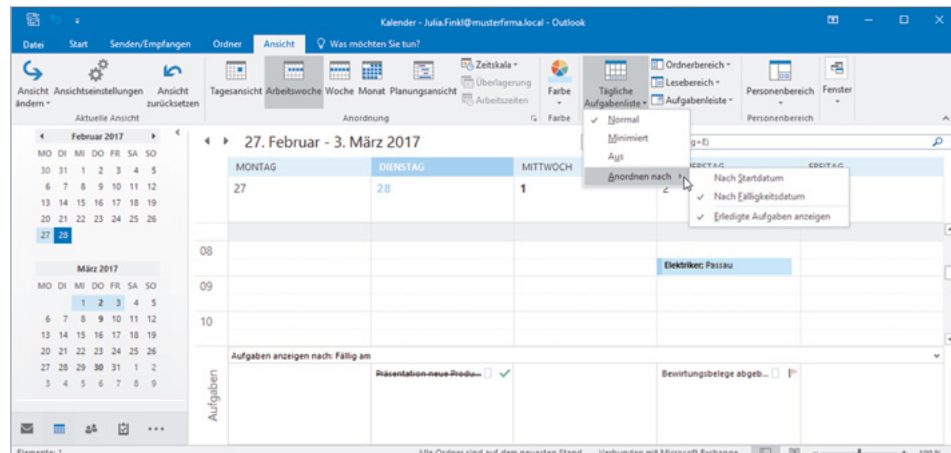 Kalender - Julia.Finkl@musterfirma.local - Outlook
Datei Start Senden/Empfangen Ordner Ansicht Was möchten Sie tun?
Ansicht ändern Ansichtseinstellungen Ansicht zurücksetzen
Aktuelle Ansicht
Tagesansicht Arbeitswoche Woche Monat Planungsansicht
Zeitskala
Überlagerung
Arbeitszeiten
Anordnung
Farbe
Farbe
Tägliche Aufgabenliste
Ordnerbereich
Lesebereich
Aufgabenleiste
Personenbereich
Personenbereich
Fenster
Normal
Minimiert
Aus
Anordnen nach
Nach Startdatum
Nach Fälligkeitsdatum
Erledigte Aufgaben anzeigen
Februar 2017
MO DI MI DO FR SA SO
30 31 1 2 3 4 5
6 7 8 9 10 11 12
13 14 15 16 17 18 19
20 21 22 23 24 25 26
27 28
März 2017
MO DI MI DO FR SA SO
1 2 3 4 5
6 7 8 9 10 11 12
13 14 15 16 17 18 19
20 21 22 23 24 25 26
27 28 29 30 31 1 2
3 4 5 6 7 8 9
27. Februar - 3. März 2017
g+E)
MONTAG DIENSTAG MITTWOCH
27 28 1 2
08
Elektriker; Passau
09
10
Aufgaben anzeigen nach: Fällig am
Aufgaben
Präsentation neue Produ...
Bewirtungsbelege abgeb...
Elemente: 1
Alle Ordner sind auf dem neuesten Stand. Verbunden mit Microsoft Exchange
100 %